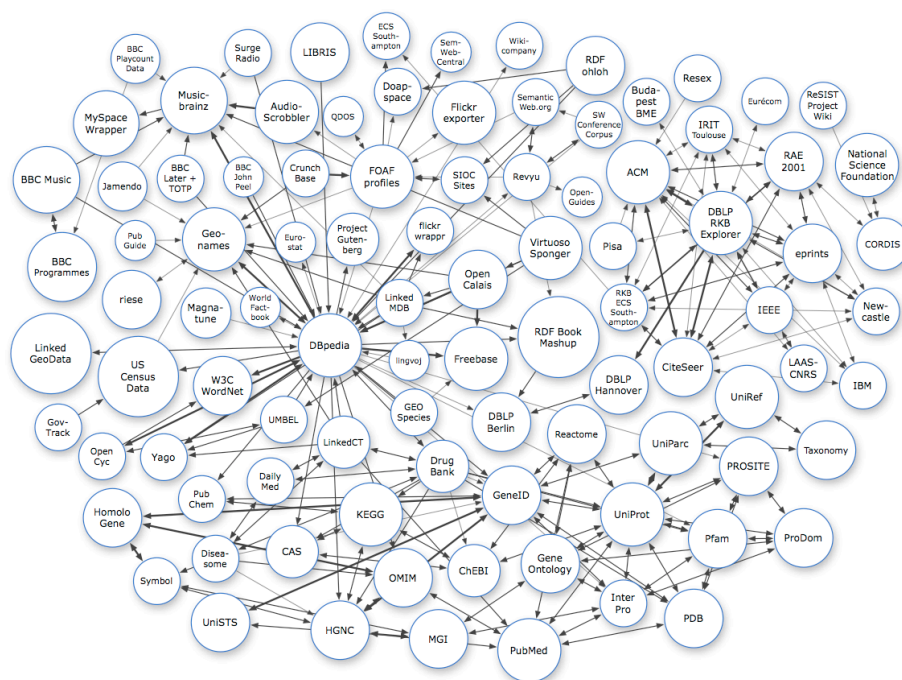 BBC
Playcount
Data
Surge
Radio
LIBRIS
ECS
South-
ampton
Sem-
Web-
Central
Wiki-
company
RDF
ohloh
Music-
brainz
Doap-
space
MySpace
Wrapper
Audio-
Scrobbler
QDOS
Flickr
exporter
Semantic
Web.org
SW
Conference
Corpus
Buda-
pest
BME
Resex
IRIT
Toulouse
Eurécom
ReSIST
Project
Wiki
BBC Music
Jamendo
BBC
Later +
TOTP
BBC
John
Peel
Crunch
Base
FOAF
profiles
SIOC
Sites
Revyu
Open-
Guides
ACM
RAE
2001
National
Science
Foundation
Pub
Guide
Geo-
names
Euro-
stat
Project
Guten-
berg
flickr
wrappr
Virtuoso
Sponger
Pisa
DBLP
RKB
Explorer
eprints
CORDIS
BBC
Programmes
riese
Magna-
tune
World
Fact-
book
Linked
MDB
Open
Calais
RKB
ECS
South-
ampton
IEEE
New-
castle
Linked
GeoData
US
Census
Data
W3C
WordNet
DBpedia
lingvoj
Freebase
RDF Book
Mashup
DBLP
Hannover
CiteSeer
LAAS-
CNRS
IBM
Gov-
Track
Open
Cyc
Yago
UMBEL
LinkedCT
GEO
Species
DBLP
Berlin
Reactome
UniParc
UniRef
Taxonomy
PROSITE
Daily
Med
Drug
Bank
Pub
Chem
Homolo
Gene
KEGG
GeneID
UniProt
Pfam
ProDom
Symbol
Disea-
some
CAS
OMIM
ChEBI
Gene
Ontology
Inter
Pro
PDB
UniSTS
HGNC
MGI
PubMed